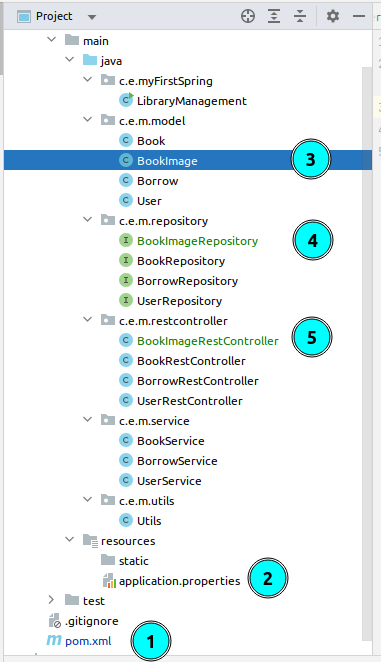 Project
main
java
c.e.myFirstSpring
LibraryManagement
c.e.m.model
Book
BookImage 3
Borrow
User
c.e.m.repository
BookImageRepository 4
BookRepository
BorrowRepository
UserRepository
c.e.m.restcontroller
BookImageRestController 5
BookRestController
BorrowRestController
UserRestController
c.e.m.service
BookService
BorrowService
UserService
c.e.m.utils
Utils
resources
static
application.properties 2
test
.gitignore
pom.xml 1